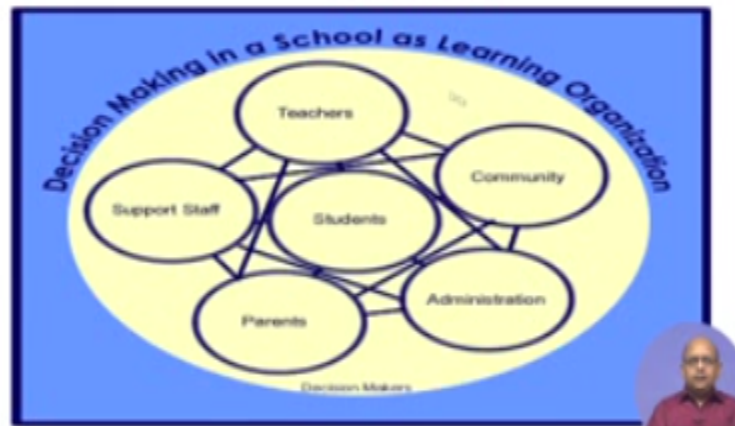 Decision Making in a School as Learning Organization
Teachers
Community
Support Staff
Students
Administration
Parents
Decision Makers